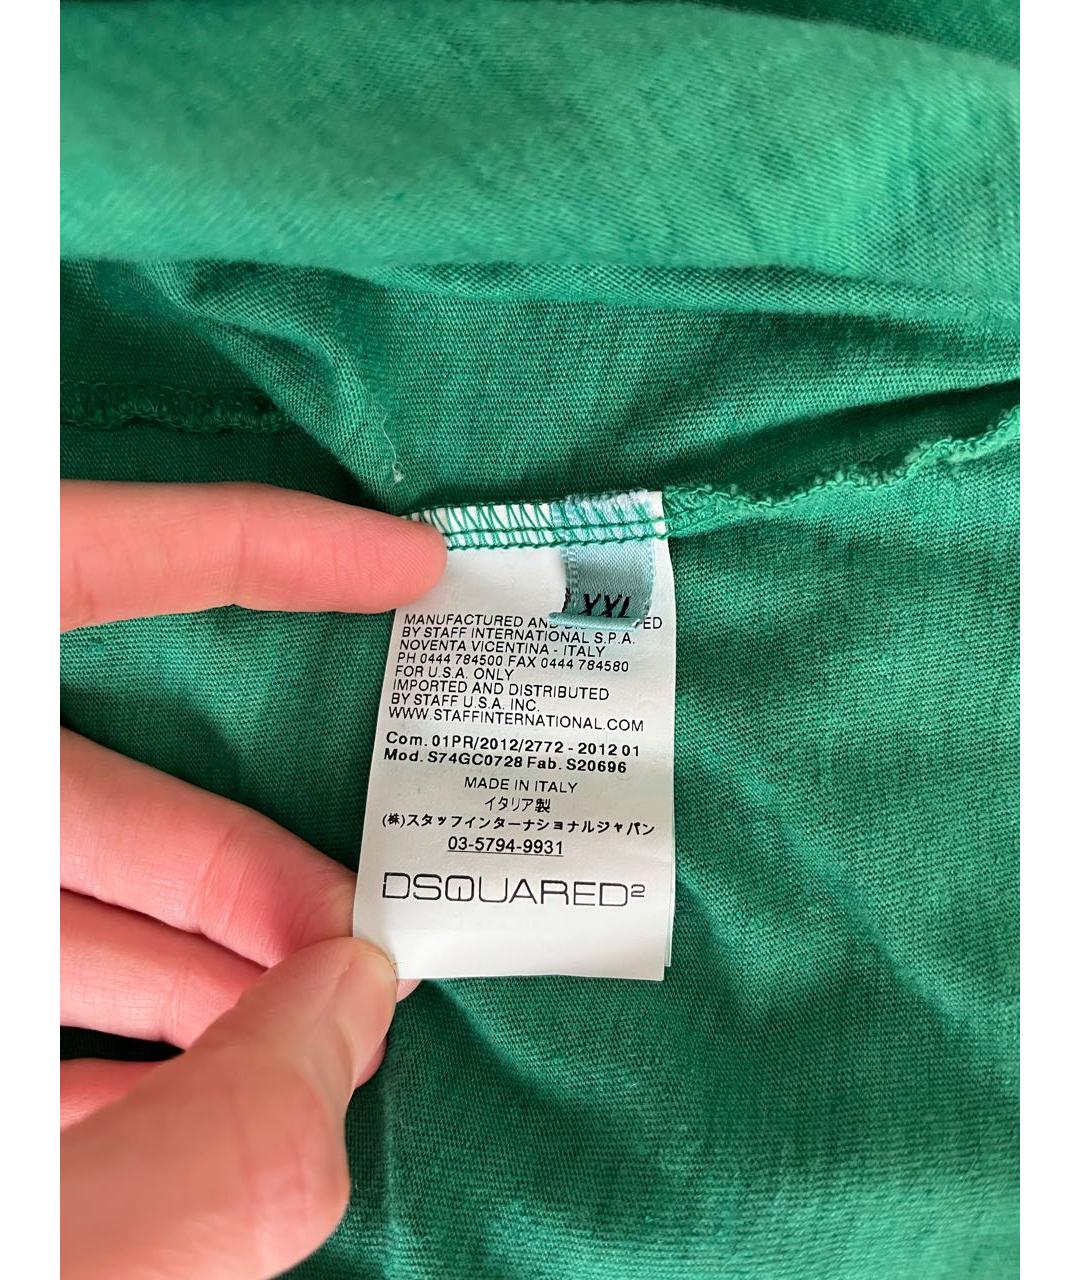 XXL
MANUFACTURED AND
BY STAFF INTERNATIONAL S.P.A.
NOVENTA VICENTINA - ITALY
PH 0444 784500 FAX 0444 784580
FOR U.S.A. ONLY
IMPORTED AND DISTRIBUTED
BY STAFF U.S.A. INC.
WWW.STAFFINTERNATIONAL.COM
Com. 01PR/2012/2772 - 2012 01
Mod. S74GC0728 Fab. S20696
MADE IN ITALY
イタリア製
(株)スタッフインターナショナルジャパン
03-5794-9931
DSQUARED²